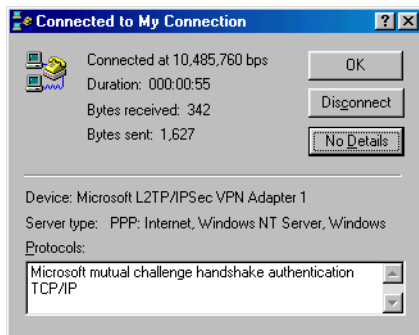 Connected to My Connection
Connected at 10,485,760 bps
Duration: 000:00:55
Bytes received: 342
Bytes sent: 1,627
OK
Disconnect
No Details
Device: Microsoft L2TP/IPSec VPN Adapter 1
Server type: PPP: Internet, Windows NT Server, Windows
Protocols:
Microsoft mutual challenge handshake authentication
TCP/IP